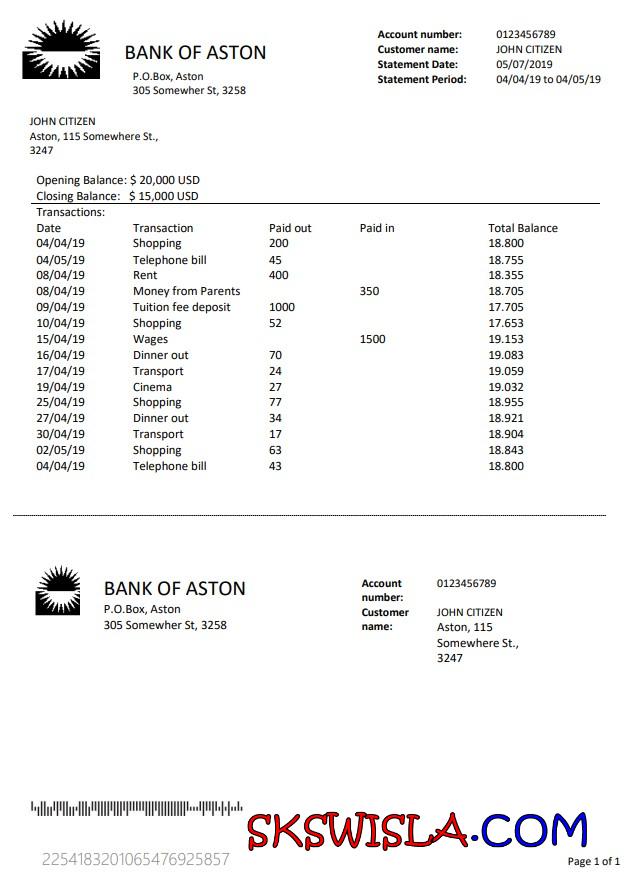 BANK OF ASTON
P.O.Box, Aston
305 Somewher St, 3258
Account number: 0123456789
Customer name: JOHN CITIZEN
Statement Date: 05/07/2019
Statement Period: 04/04/19 to 04/05/19
JOHN CITIZEN
Aston, 115 Somewhere St.,
3247
Opening Balance: $ 20,000 USD
Closing Balance: $ 15,000 USD
Transactions:
Date Transaction Paid out Paid in Total Balance
04/04/19 Shopping 200 18.800
04/05/19 Telephone bill 45 18.755
08/04/19 Rent 400 18.355
08/04/19 Money from Parents 350 18.705
09/04/19 Tuition fee deposit 1000 17.705
10/04/19 Shopping 52 17.653
15/04/19 Wages 1500 19.153
16/04/19 Dinner out 70 19.083
17/04/19 Transport 24 19.059
19/04/19 Cinema 27 19.032
25/04/19 Shopping 77 18.955
27/04/19 Dinner out 34 18.921
30/04/19 Transport 17 18.904
02/05/19 Shopping 63 18.843
04/04/19 Telephone bill 43 18.800
BANK OF ASTON
P.O.Box, Aston
305 Somewher St, 3258
Account 0123456789
number:
Customer JOHN CITIZEN
name: Aston, 115
Somewhere St.,
3247
SKSWISLA.COM
2254183201065476925857
Page 1 of 1